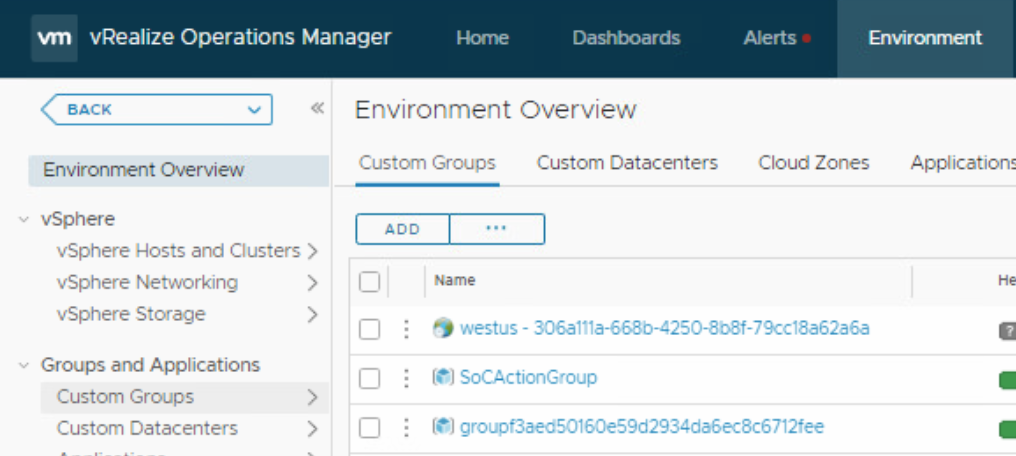 vm vRealize Operations Manager Home Dashboards Alerts Environment
BACK
Environment Overview
vSphere
vSphere Hosts and Clusters
vSphere Networking
vSphere Storage
Groups and Applications
Custom Groups
Custom Datacenters
Applications
Environment Overview
Custom Groups Custom Datacenters Cloud Zones Applications
ADD ...
Name He
westus - 306a111a-668b-4250-8b8f-79cc18a62a6a ?
SoCActionGroup
groupf3aed50160e59d2934da6ec8c6712fee